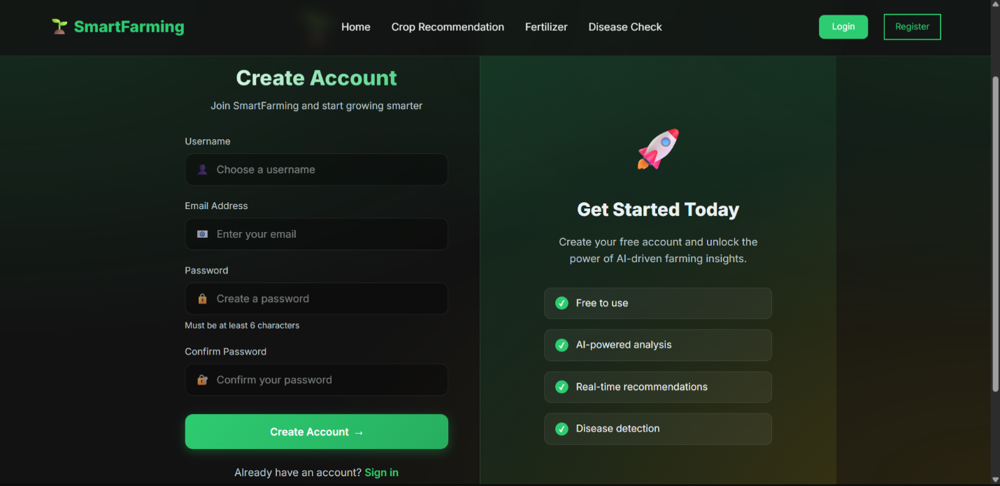 SmartFarming
Home
Crop Recommendation
Fertilizer
Disease Check
Login
Register
Create Account
Join SmartFarming and start growing smarter
Username
Choose a username
Email Address
Enter your email
Password
Create a password
Must be at least 6 characters
Confirm Password
Confirm your password
Create Account →
Already have an account? Sign in
Get Started Today
Create your free account and unlock the
power of AI-driven farming insights.
Free to use
AI-powered analysis
Real-time recommendations
Disease detection